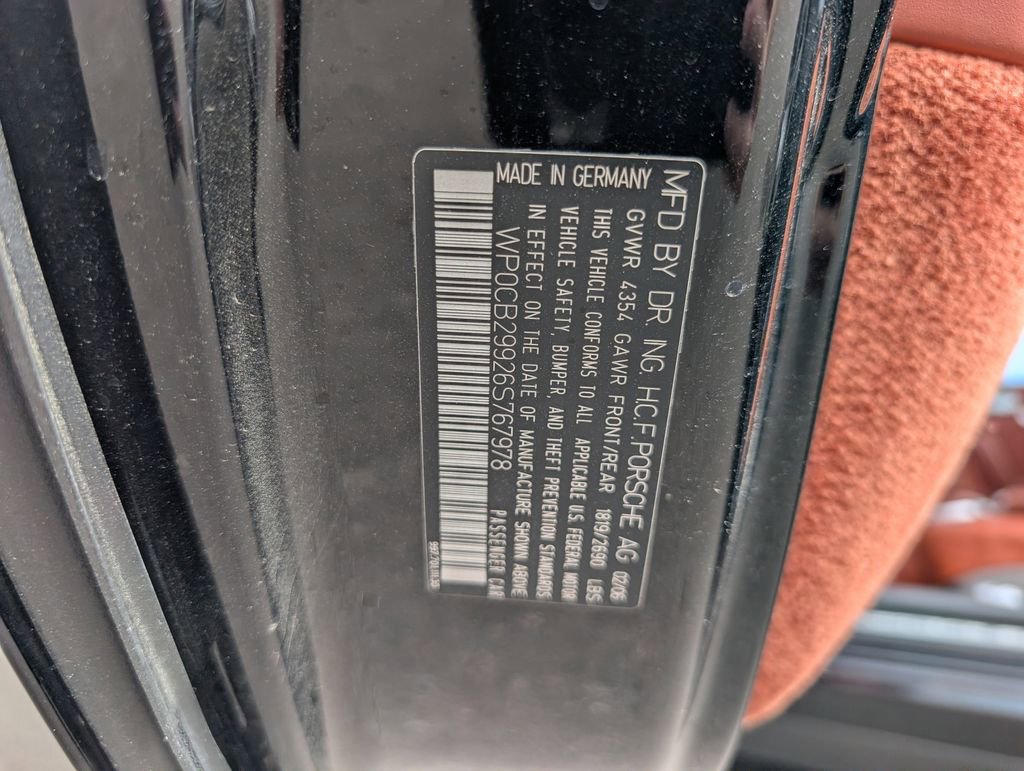 MFD BY DR. ING. H.C.F. PORSCHE AG 02/06
GVWR 4354 GAWR FRONT/REAR 1819/2690 LBS
THIS VEHICLE CONFORMS TO ALL APPLICABLE U.S. FEDERAL MOTOR
VEHICLE SAFETY, BUMPER, AND THEFT PREVENTION STANDARDS
IN EFFECT ON THE DATE OF MANUFACTURE SHOWN ABOVE
MADE IN GERMANY WP0CB29926S767978 PASSENGER CAR